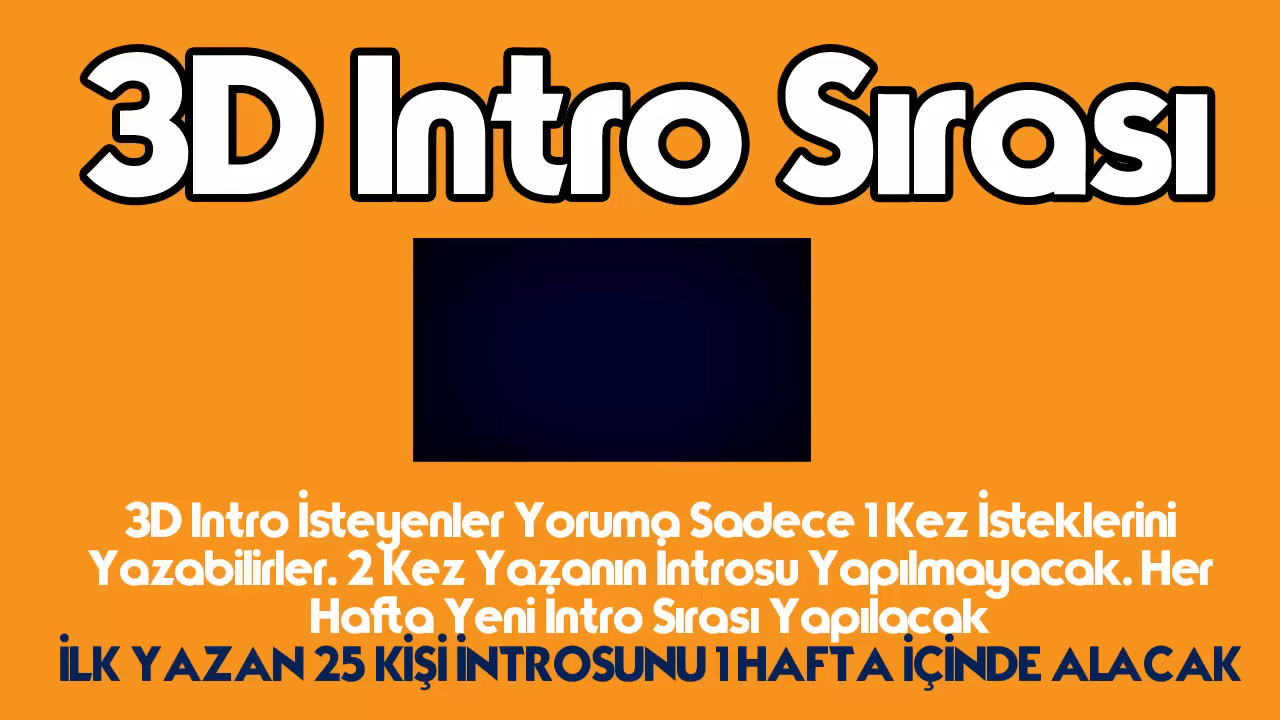 3D Intro Sırası
3D Intro İsteyenler Yoruma Sadece 1 Kez İsteklerini
Yazabilirler. 2 Kez Yazanın İntrosu Yapılmayacak. Her
Hafta Yeni İntro Sırası Yapılacak
İLK YAZAN 25 KİŞİ İNTROSUNU 1 HAFTA İÇİNDE ALACAK